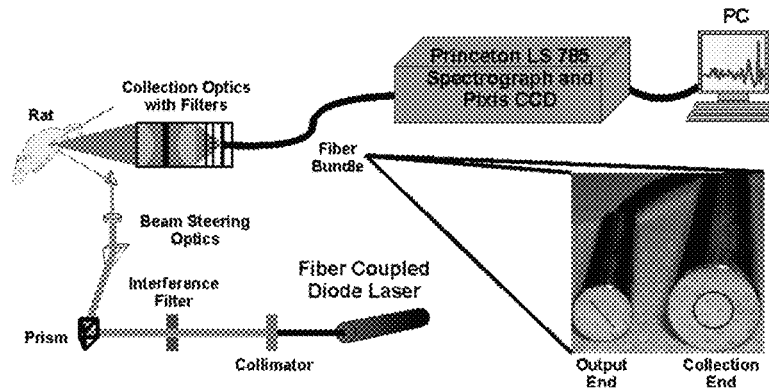 PC
Princeton LS 785
Spectrograph and
Pixis CCD
Collection Optics
with Filters
Rat
Fiber
Bundle
Beam Steering
Optics
Interference
Filter
Fiber Coupled
Diode Laser
Prism
Collimator
Output
End
Collection
End